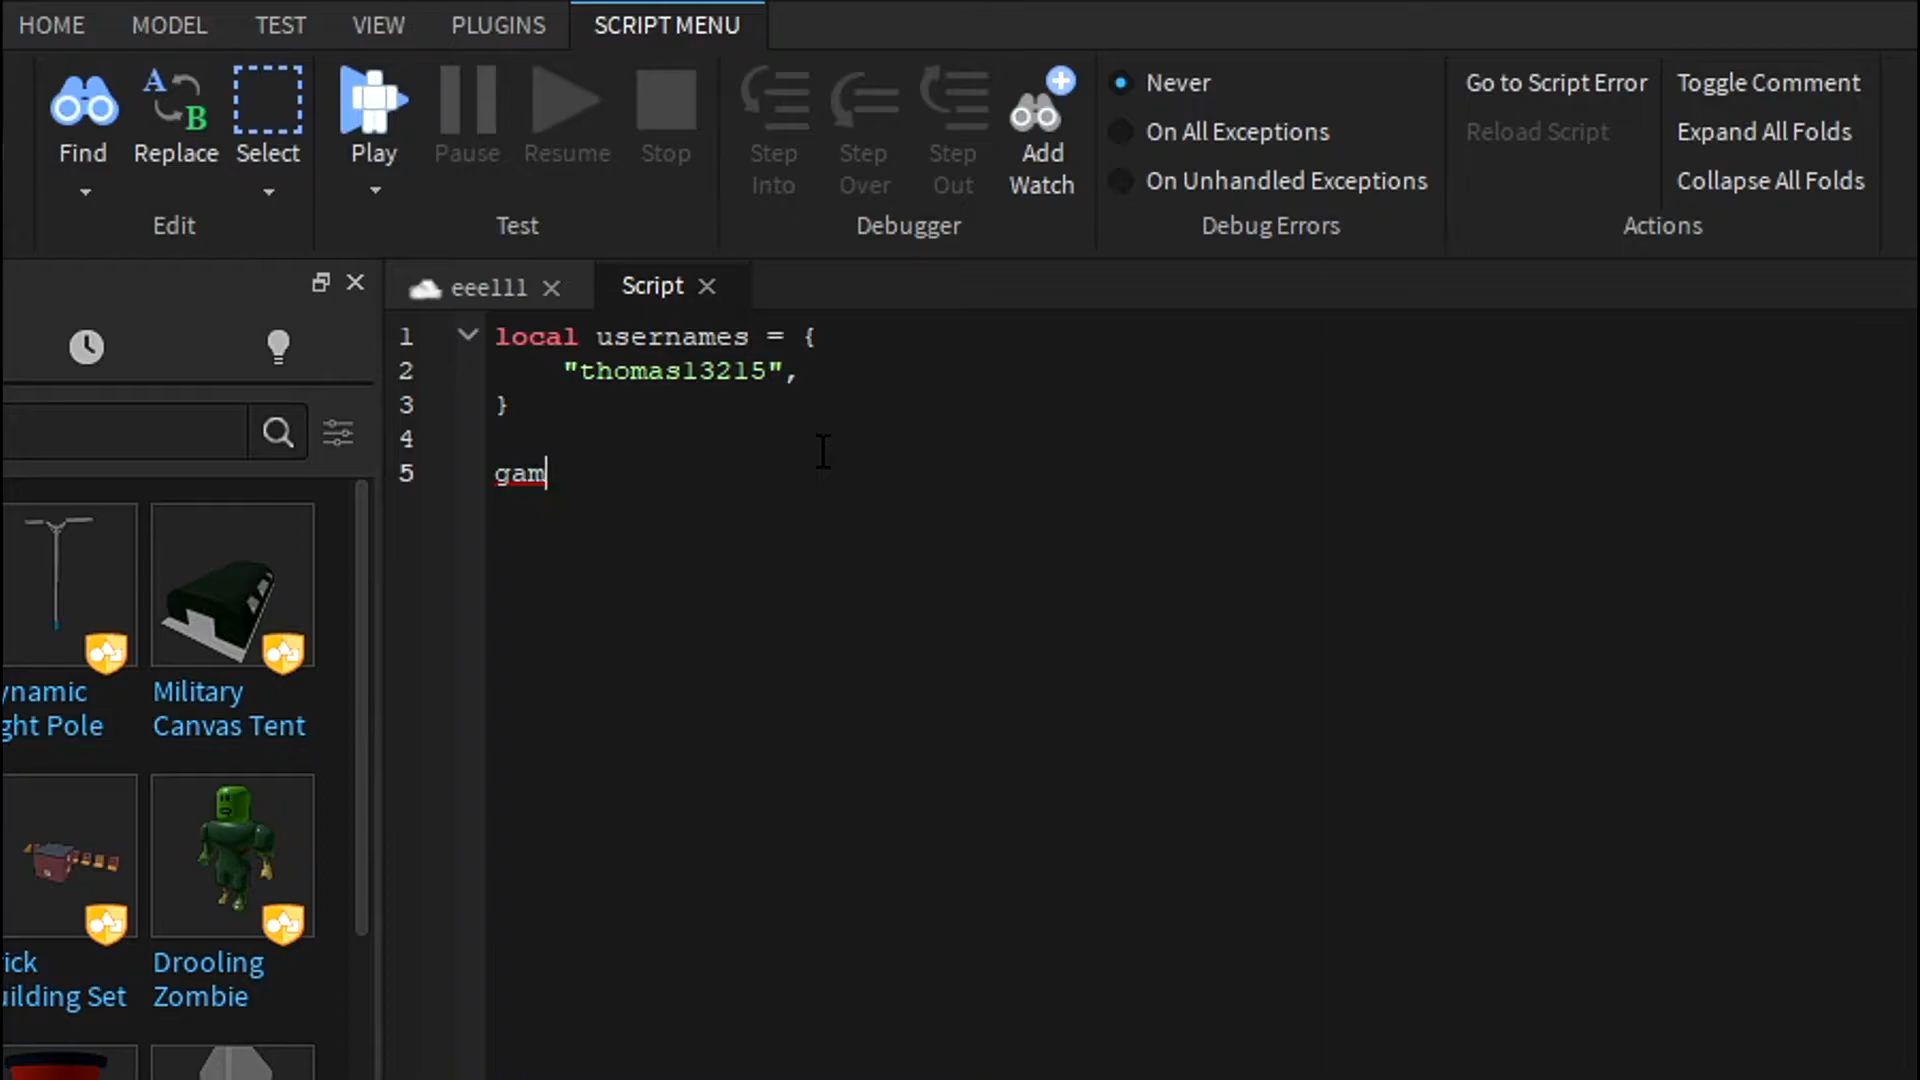 HOME MODEL TEST VIEW PLUGINS SCRIPT MENU
Find Replace Select
Edit
Play Pause Resume Stop
Test
Step Into Step Over Step Out Add Watch
Debugger
Never
On All Exceptions
On Unhandled Exceptions
Debug Errors
Go to Script Error
Reload Script
Toggle Comment
Expand All Folds
Collapse All Folds
Actions
eeelll Script
1 local usernames = {
2 "thomas13215",
3 }
4
5 gam
ynamic
ght Pole
Military
Canvas Tent
ick
uilding Set
Drooling
Zombie